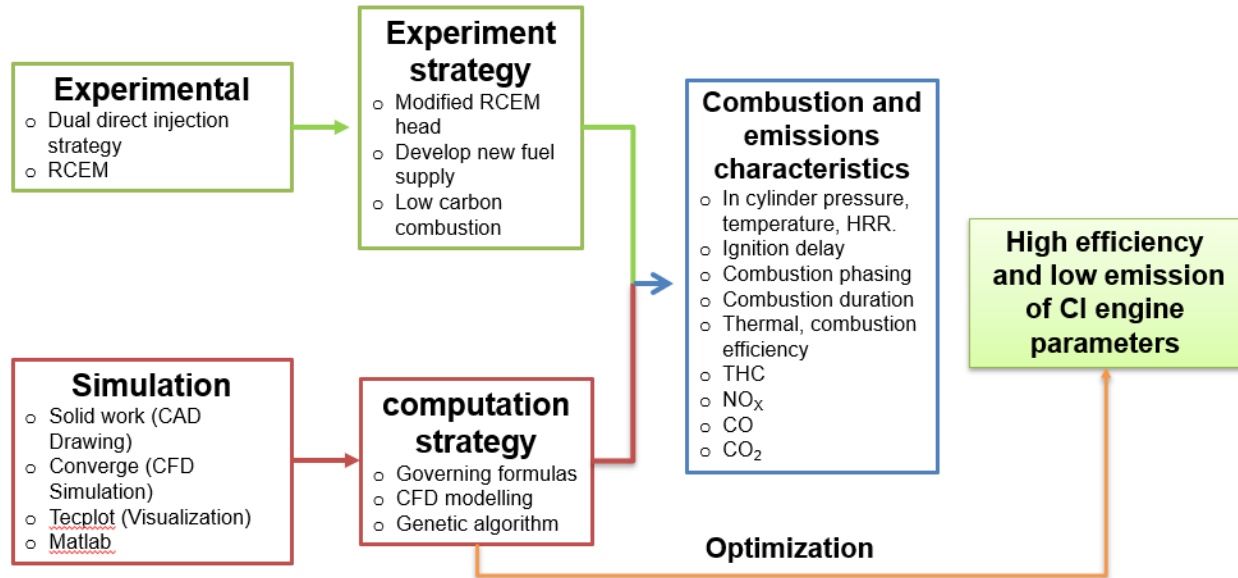 Experimental
o Dual direct injection
strategy
o RCEM
Experiment
strategy
o Modified RCEM
head
o Develop new fuel
supply
o Low carbon
combustion
Simulation
o Solid work (CAD
Drawing)
o Converge (CFD
Simulation)
o Tecplot (Visualization)
o Matlab
computation
strategy
o Governing formulas
o CFD modelling
o Genetic algorithm
Combustion and
emissions
characteristics
o In cylinder pressure,
temperature, HRR.
o Ignition delay
o Combustion phasing
o Combustion duration
o Thermal, combustion
efficiency
o THC
o NOX
o CO
o CO₂
High efficiency
and low emission
of CI engine
parameters
Optimization